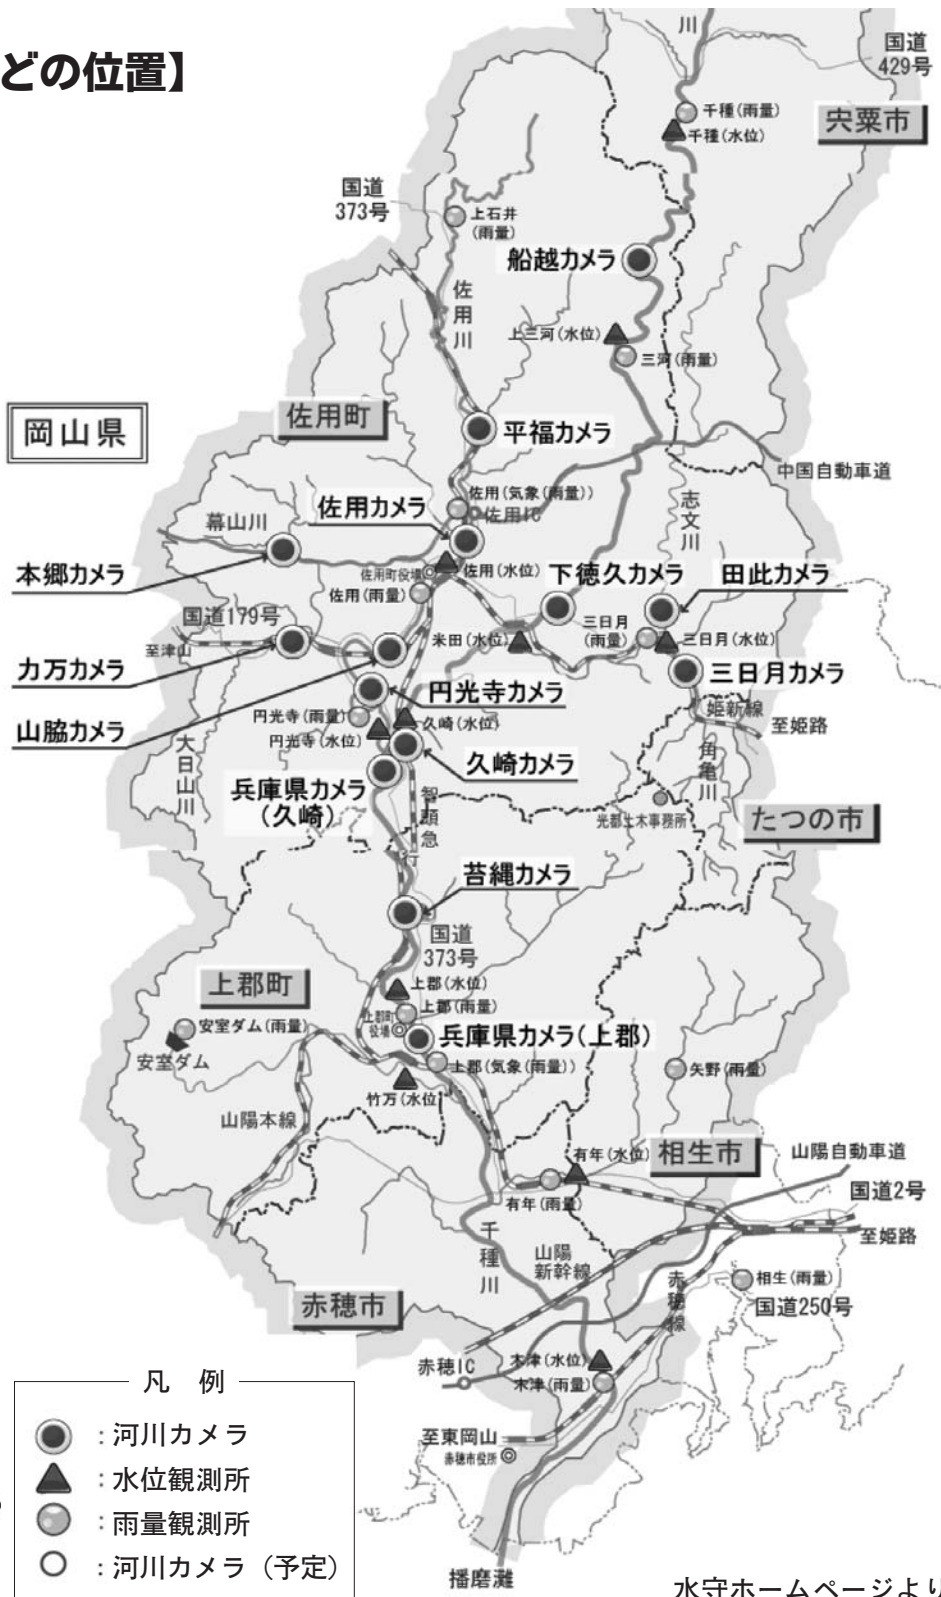 どの位置】
川
国道
429号
千種(雨量)
千種(水位)
宍粟市
国道
373号
上石井
(雨量)
船越カメラ
佐用川
上三河(水位)
三河(雨量)
佐用町
岡山県
平福カメラ
中国自動車道
佐用(気象(雨量))
佐用IC
志文川
佐用カメラ
幕山川
本郷カメラ
佐用町役場
佐用(水位)
下徳久カメラ
田此カメラ
佐用(雨量)
国道179号
三日月
(雨量)
至津山
米田(水位)
三日月(水位)
力万カメラ
三日月カメラ
円光寺カメラ
山脇カメラ
円光寺(雨量)
久崎(水位)
円光寺(水位)
姫新線
至姫路
大日山川
久崎カメラ
角亀川
兵庫県カメラ
(久崎)
智頭急行
光都土木事務所
たつの市
苔縄カメラ
国道
373号
上郡町
上郡(水位)
上郡(雨量)
上郡町
役場
安室ダム(雨量)
兵庫県カメラ(上郡)
安室ダム
上郡(気象(雨量))
矢野(雨量)
竹万(水位)
山陽本線
有年(水位)
相生市
山陽自動車道
国道2号
有年(雨量)
至姫路
千種川
山陽
新幹線
赤穂線
相生(雨量)
国道250号
赤穂市
赤穂IC
木津(水位)
木津(雨量)
至東岡山
赤穂市役所
播磨灘
凡 例
:河川カメラ
:水位観測所
:雨量観測所
:河川カメラ(予定)
水守ホームページより